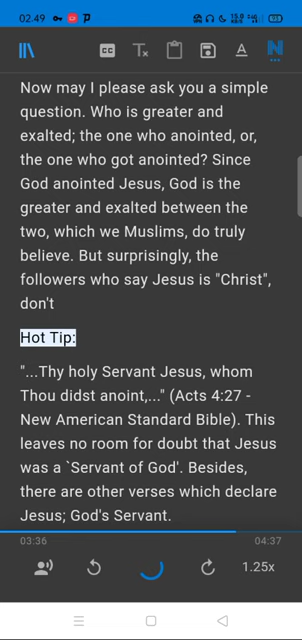 02.49
15.0
KB/S
53
Now may I please ask you a simple
question. Who is greater and
exalted; the one who anointed, or,
the one who got anointed? Since
God anointed Jesus, God is the
greater and exalted between the
two, which we Muslims, do truly
believe. But surprisingly, the
followers who say Jesus is "Christ",
don't
Hot Tip:
"...Thy holy Servant Jesus, whom
Thou didst anoint,..." (Acts 4:27 -
New American Standard Bible). This
leaves no room for doubt that Jesus
was a `Servant of God'. Besides,
there are other verses which declare
Jesus; God's Servant.
03:36 04:37
1.25x